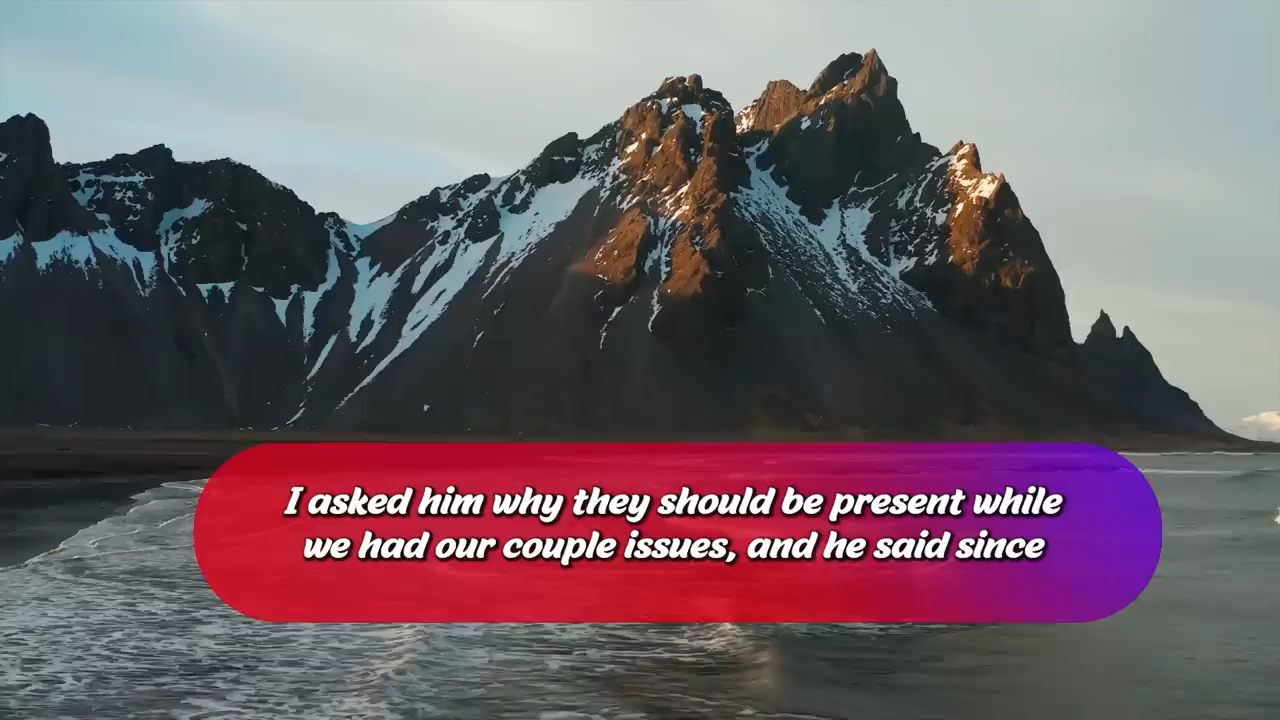 I asked him why they should be present while
we had our couple issues, and he said since